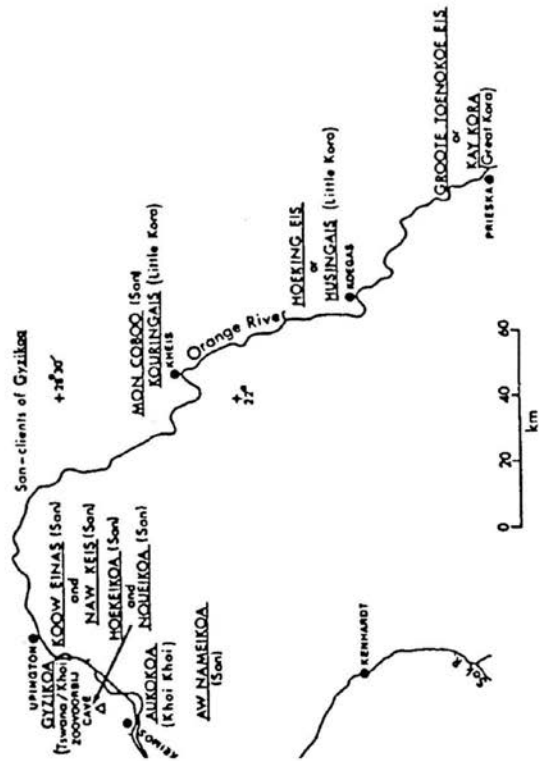 San-clients of Gyzikoa
+28°30'
UPINGTON
GYZIKOA
(Tswana/Khoi)
ZOOVOORBIJ
CAVE
KOOW EINAS (San)
and
NAW KEIS (San)
HOEKEIKOA (San)
and
NOUEIKOA (San)
KEIMOS
AUKOKOA
(Khoi Khoi)
AW NAMEIKOA
(San)
MON COBOO (San)
KOURINGAIS (Little Kora)
KHEIS
Orange River
+
22°
HOEKING EIS
or
HUSINGAIS (Little Kora)
KOEGAS
GROOTE TOENOKOE EIS
or
KAY KORA
(Great Kora)
PRIESKA
KENHARDT
0 20 40 60
km